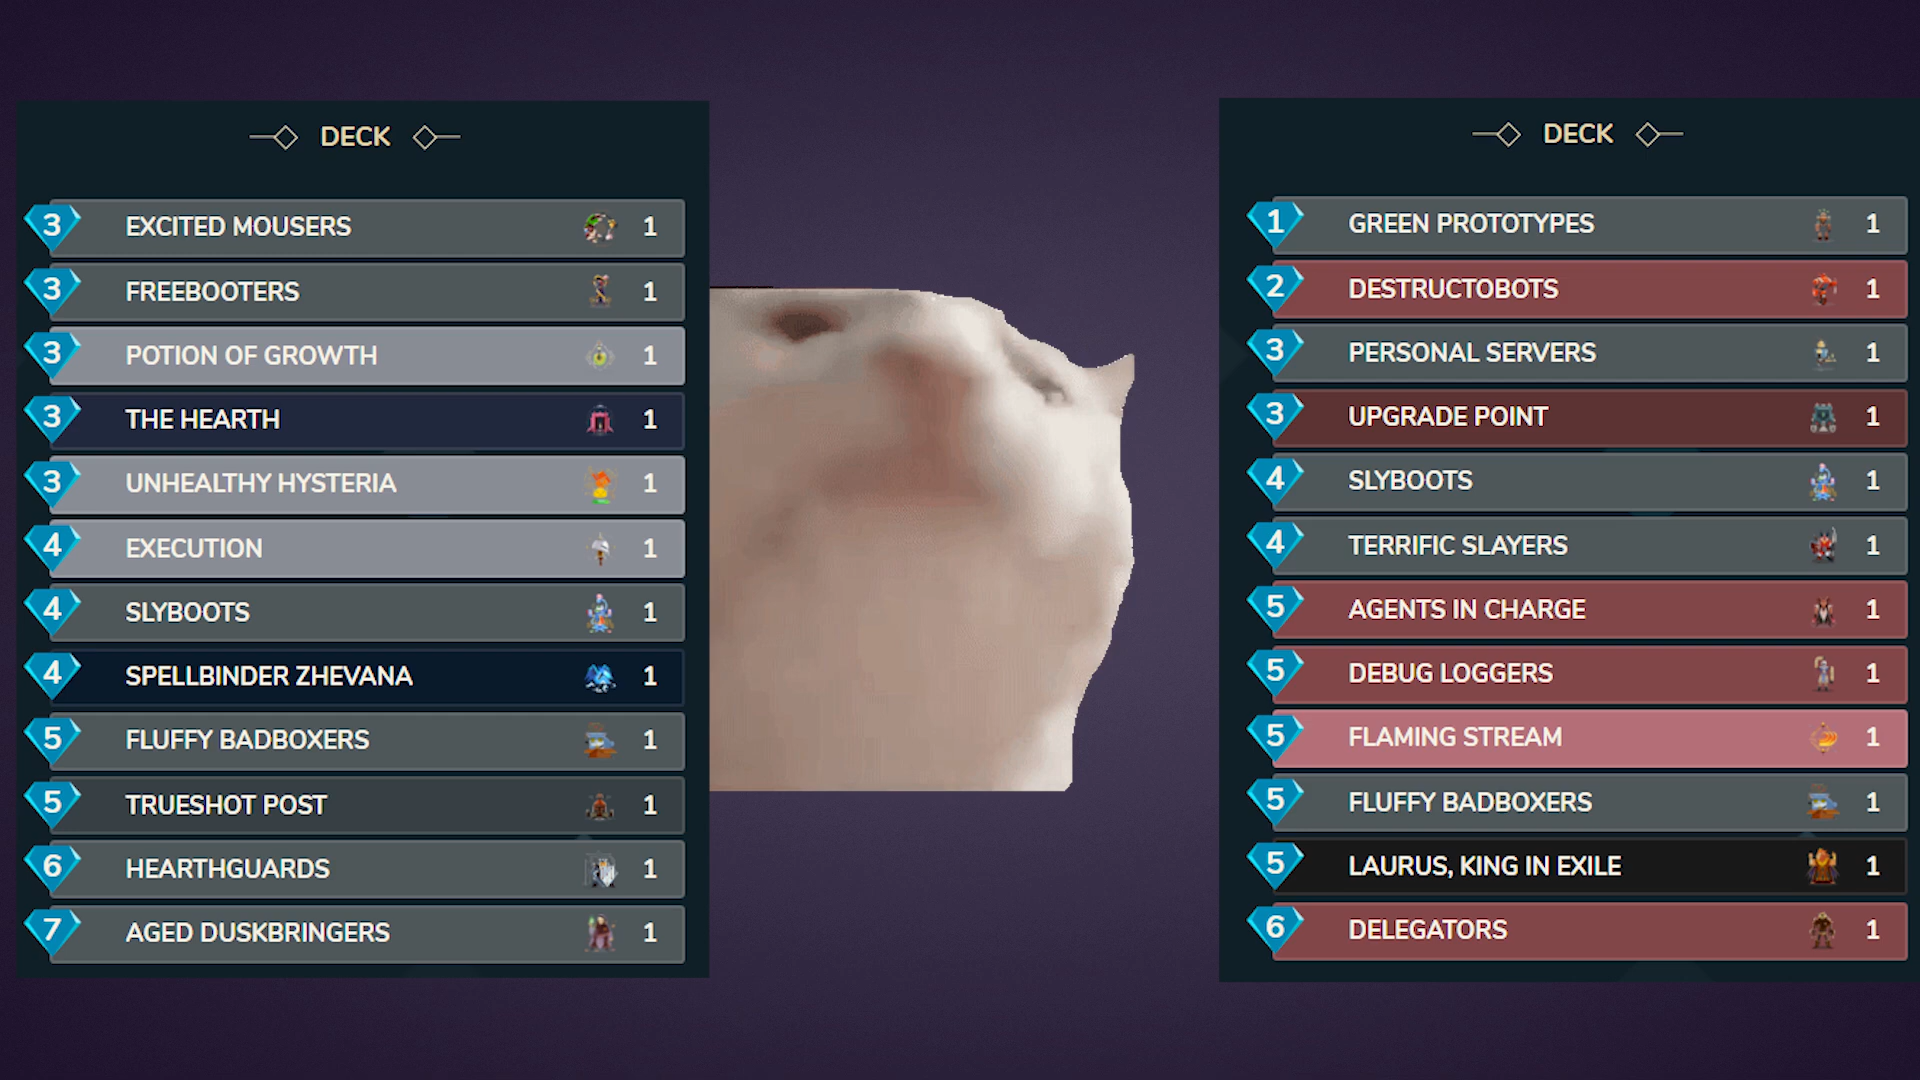 DECK
3 EXCITED MOUSERS 1
3 FREEBOOTERS 1
3 POTION OF GROWTH 1
3 THE HEARTH 1
3 UNHEALTHY HYSTERIA 1
4 EXECUTION 1
4 SLYBOOTS 1
4 SPELLBINDER ZHEVANA 1
5 FLUFFY BADBOXERS 1
5 TRUESHOT POST 1
6 HEARTHGUARDS 1
7 AGED DUSKBRINGERS 1
DECK
1 GREEN PROTOTYPES 1
2 DESTRUCTOBOTS 1
3 PERSONAL SERVERS 1
3 UPGRADE POINT 1
4 SLYBOOTS 1
4 TERRIFIC SLAYERS 1
5 AGENTS IN CHARGE 1
5 DEBUG LOGGERS 1
5 FLAMING STREAM 1
5 FLUFFY BADBOXERS 1
5 LAURUS, KING IN EXILE 1
6 DELEGATORS 1